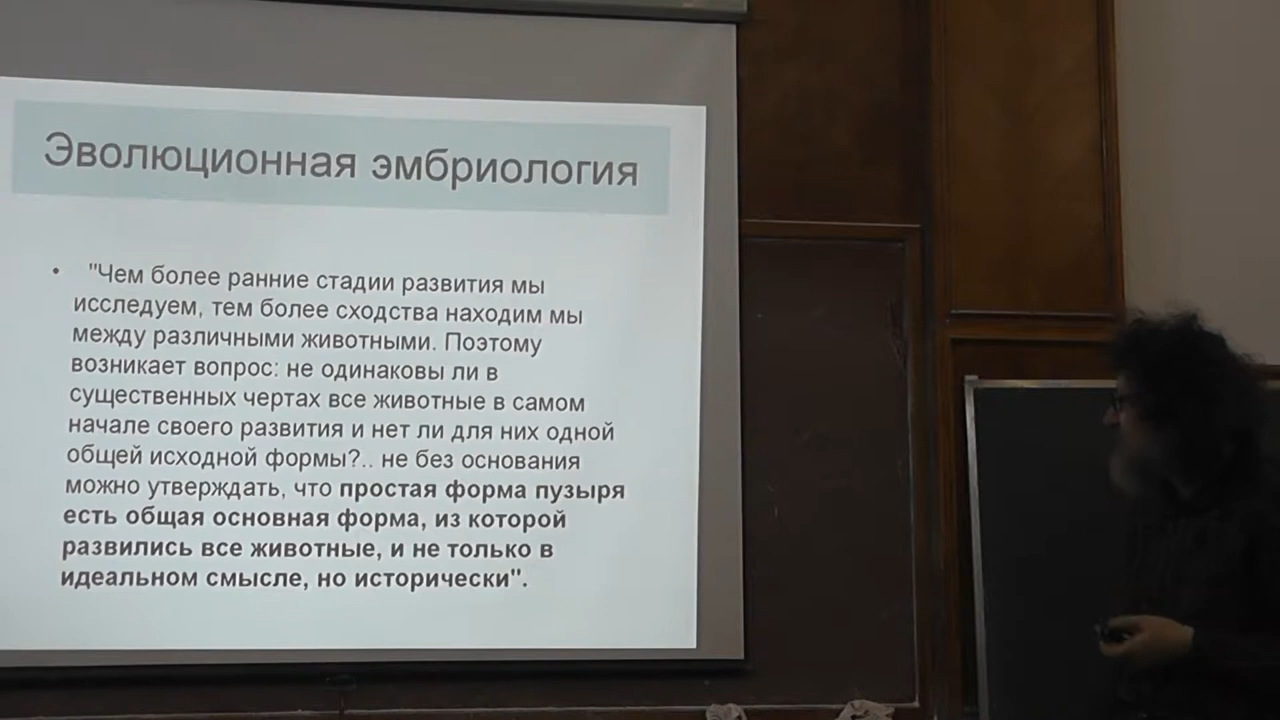 Эволюционная эмбриология
• "Чем более ранние стадии развития мы
исследуем, тем более сходства находим мы
между различными животными. Поэтому
возникает вопрос: не одинаковы ли в
существенных чертах все животные в самом
начале своего развития и нет ли для них одной
общей исходной формы?.. не без основания
можно утверждать, что простая форма пузыря
есть общая основная форма, из которой
развились все животные, и не только в
идеальном смысле, но исторически".